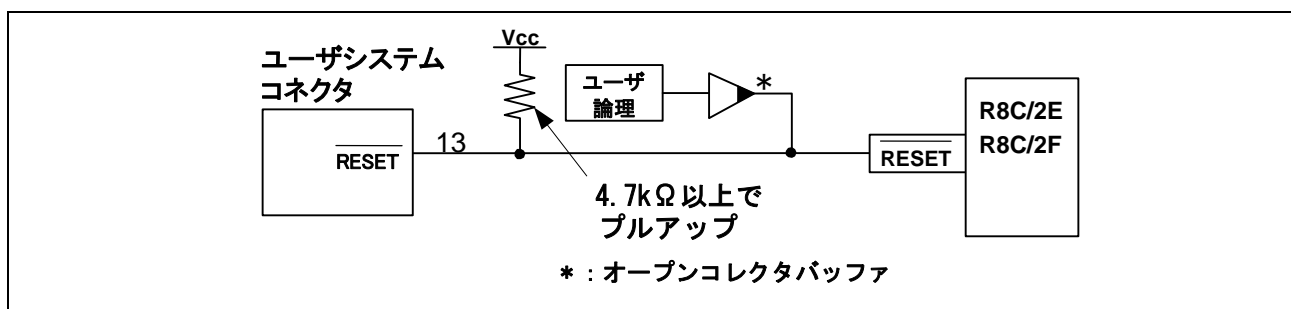 ユーザシステム
コネクタ
RESET
13
Vcc
ユーザ
論理
*
4.7kΩ以上で
プルアップ
RESET
R8C/2E
R8C/2F
*：オープンコレクタバッファ